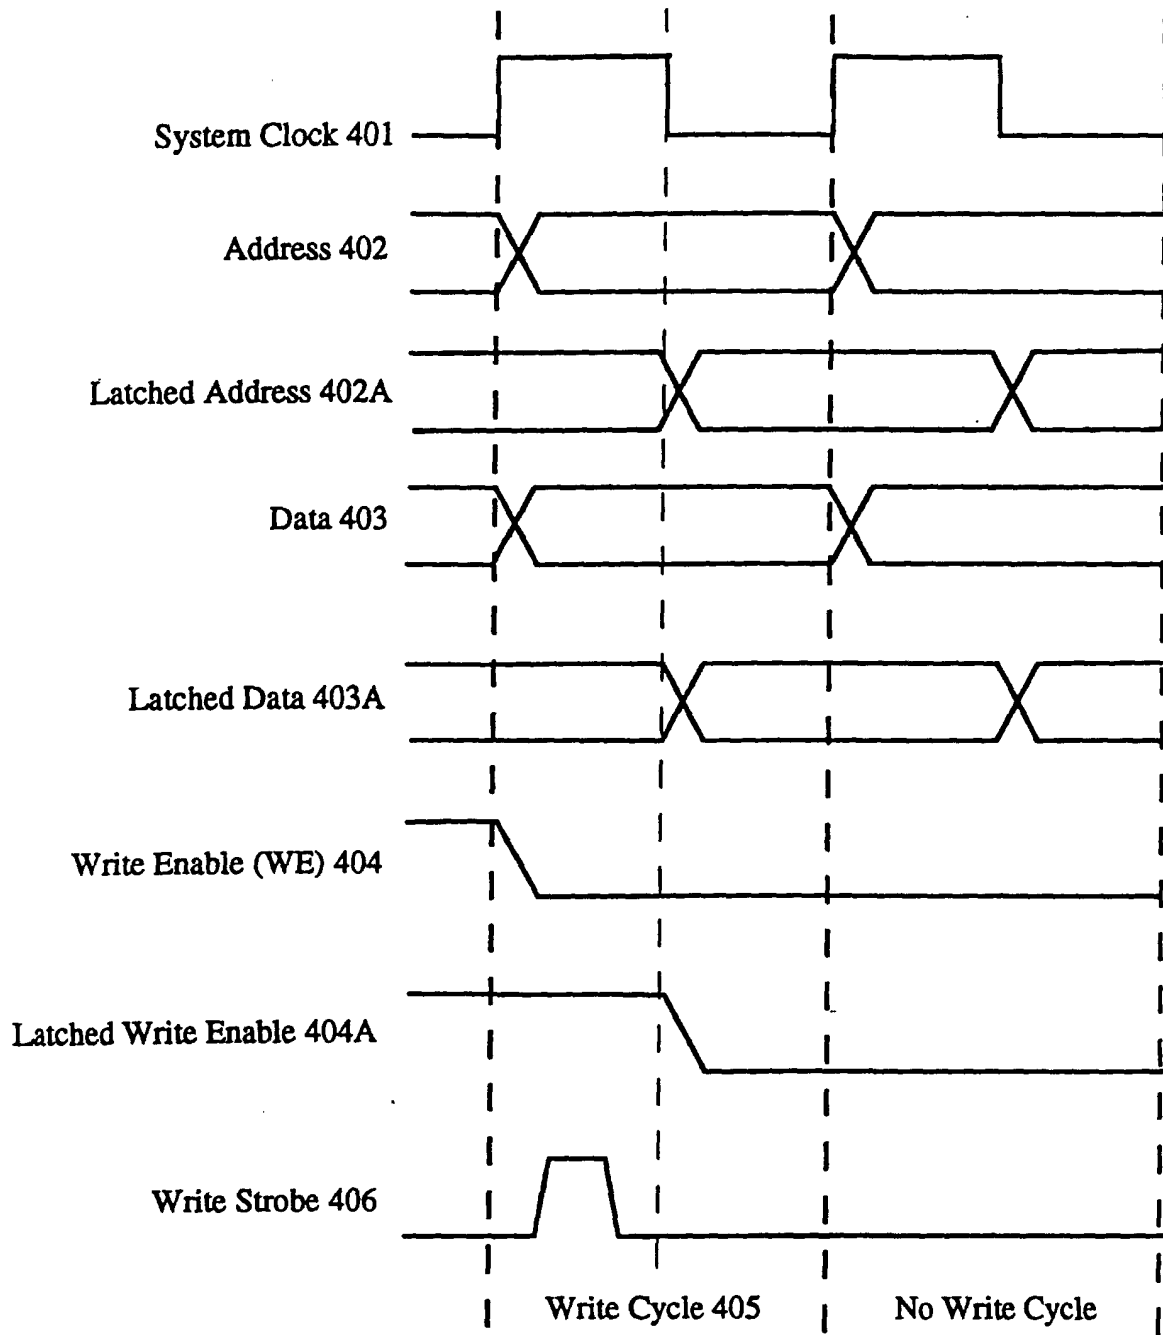 System Clock 401
Address 402
Latched Address 402A
Data 403
Latched Data 403A
Write Enable (WE) 404
Latched Write Enable 404A
Write Strobe 406
Write Cycle 405 No Write Cycle